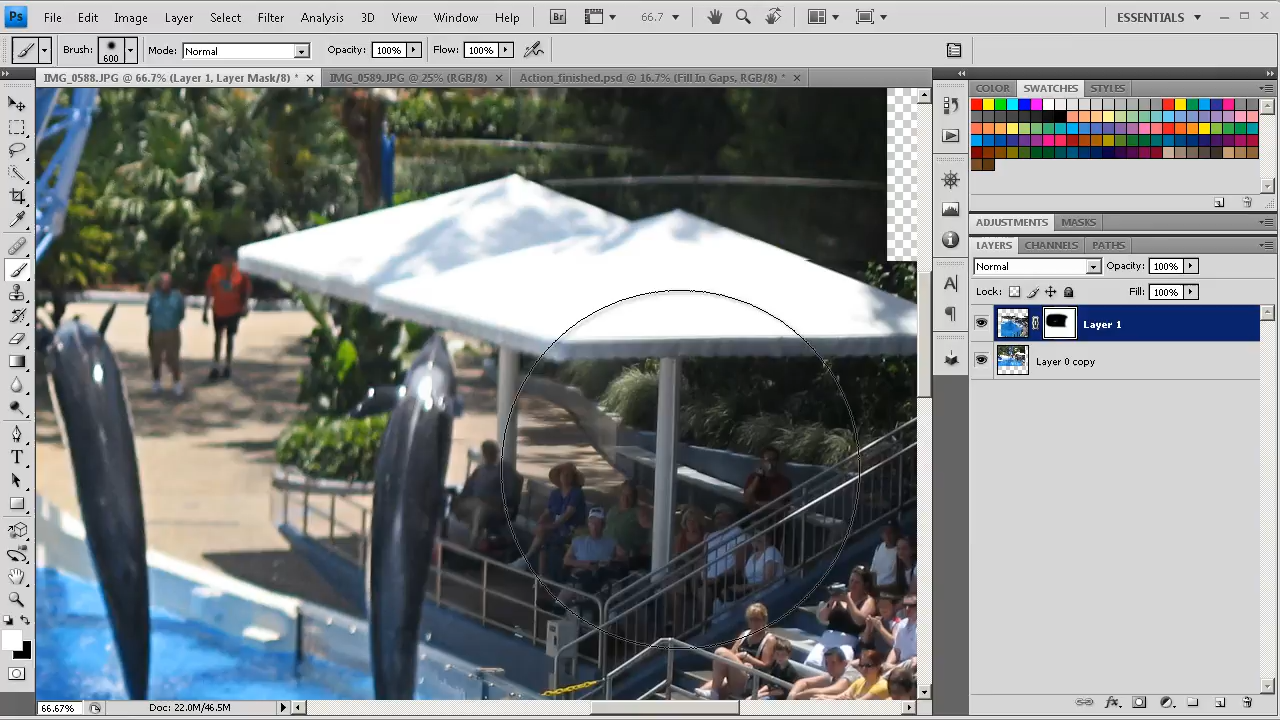 Ps File Edit Image Layer Select Filter Analysis 3D View Window Help Br 66.7 ESSENTIALS
Brush: 600 Mode: Normal Opacity: 100% Flow: 100%
IMG_0588.JPG @ 66.7% (Layer 1, Layer Mask/8) * × IMG_0589.JPG @ 25% (RGB/8) × Action_finished.psd @ 16.7% (Fill In Gaps, RGB/8) * ×
COLOR SWATCHES STYLES
ADJUSTMENTS MASKS
LAYERS CHANNELS PATHS
Normal Opacity: 100%
Lock: Fill: 100%
Layer 1
Layer 0 copy
66.67% Doc: 22.0M/46.5M